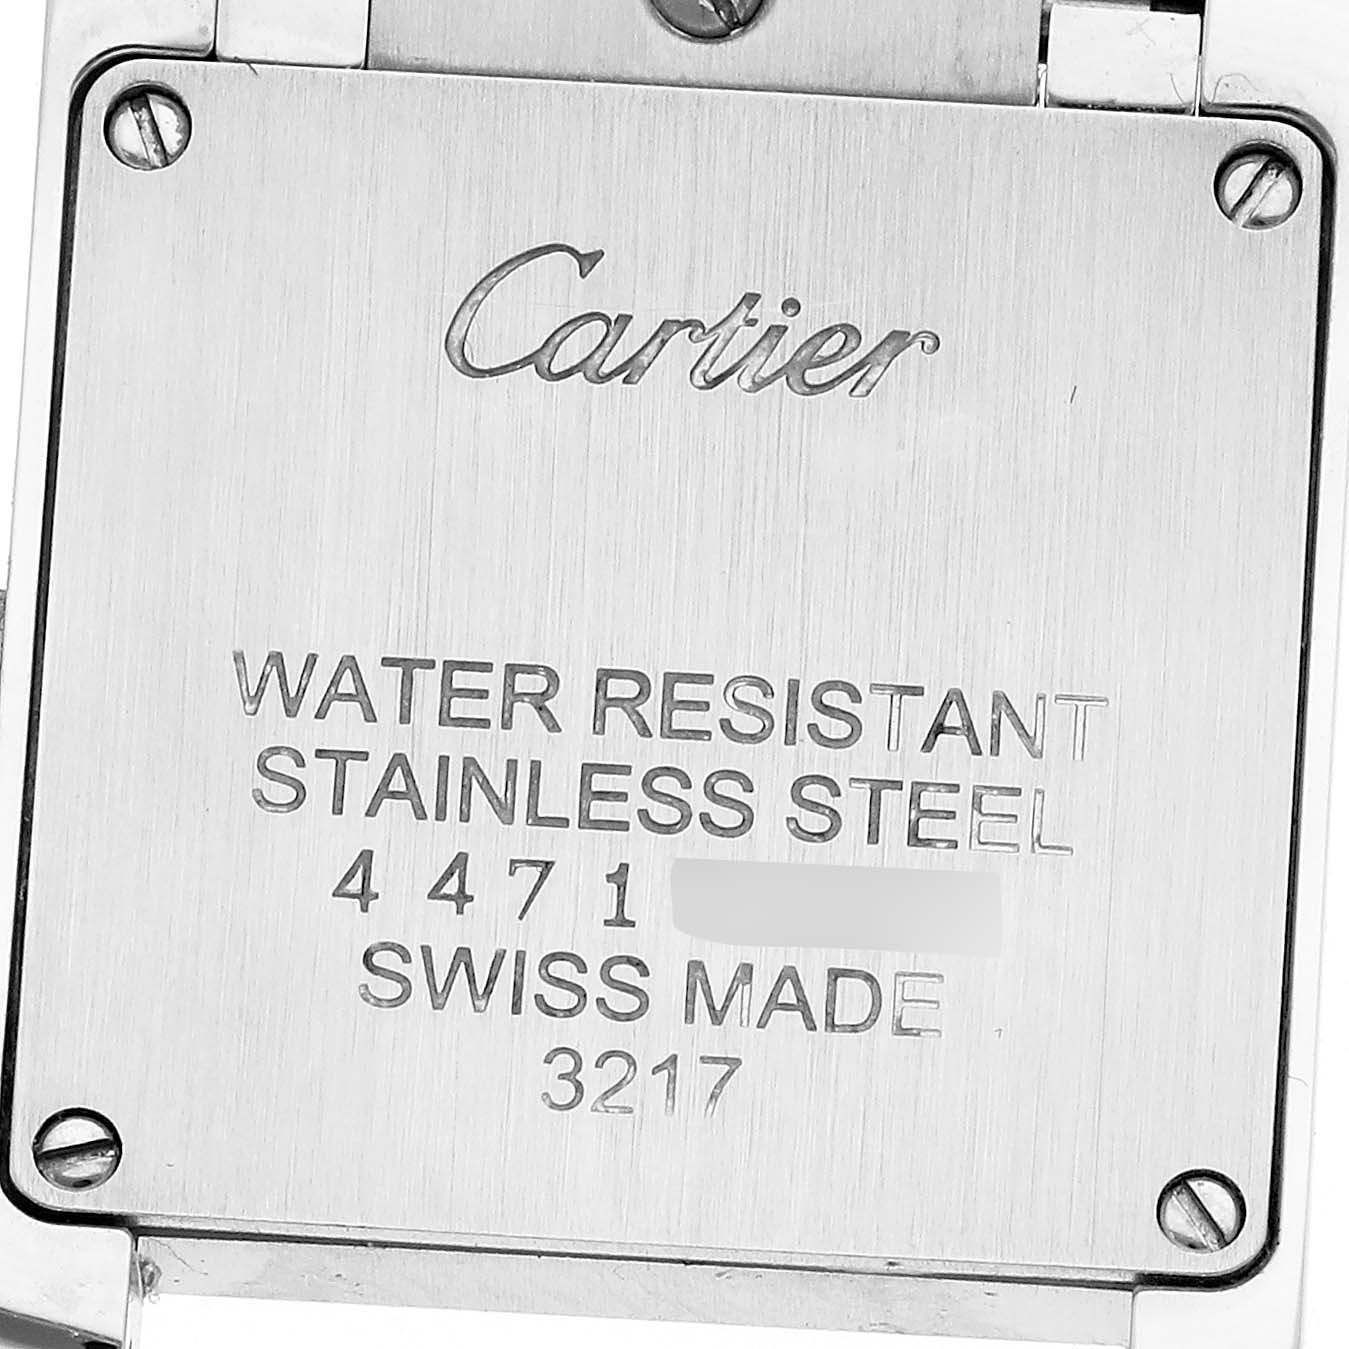 Cartier
WATER RESISTANT
STAINLESS STEEL
4 4 7 1
SWISS MADE
3217